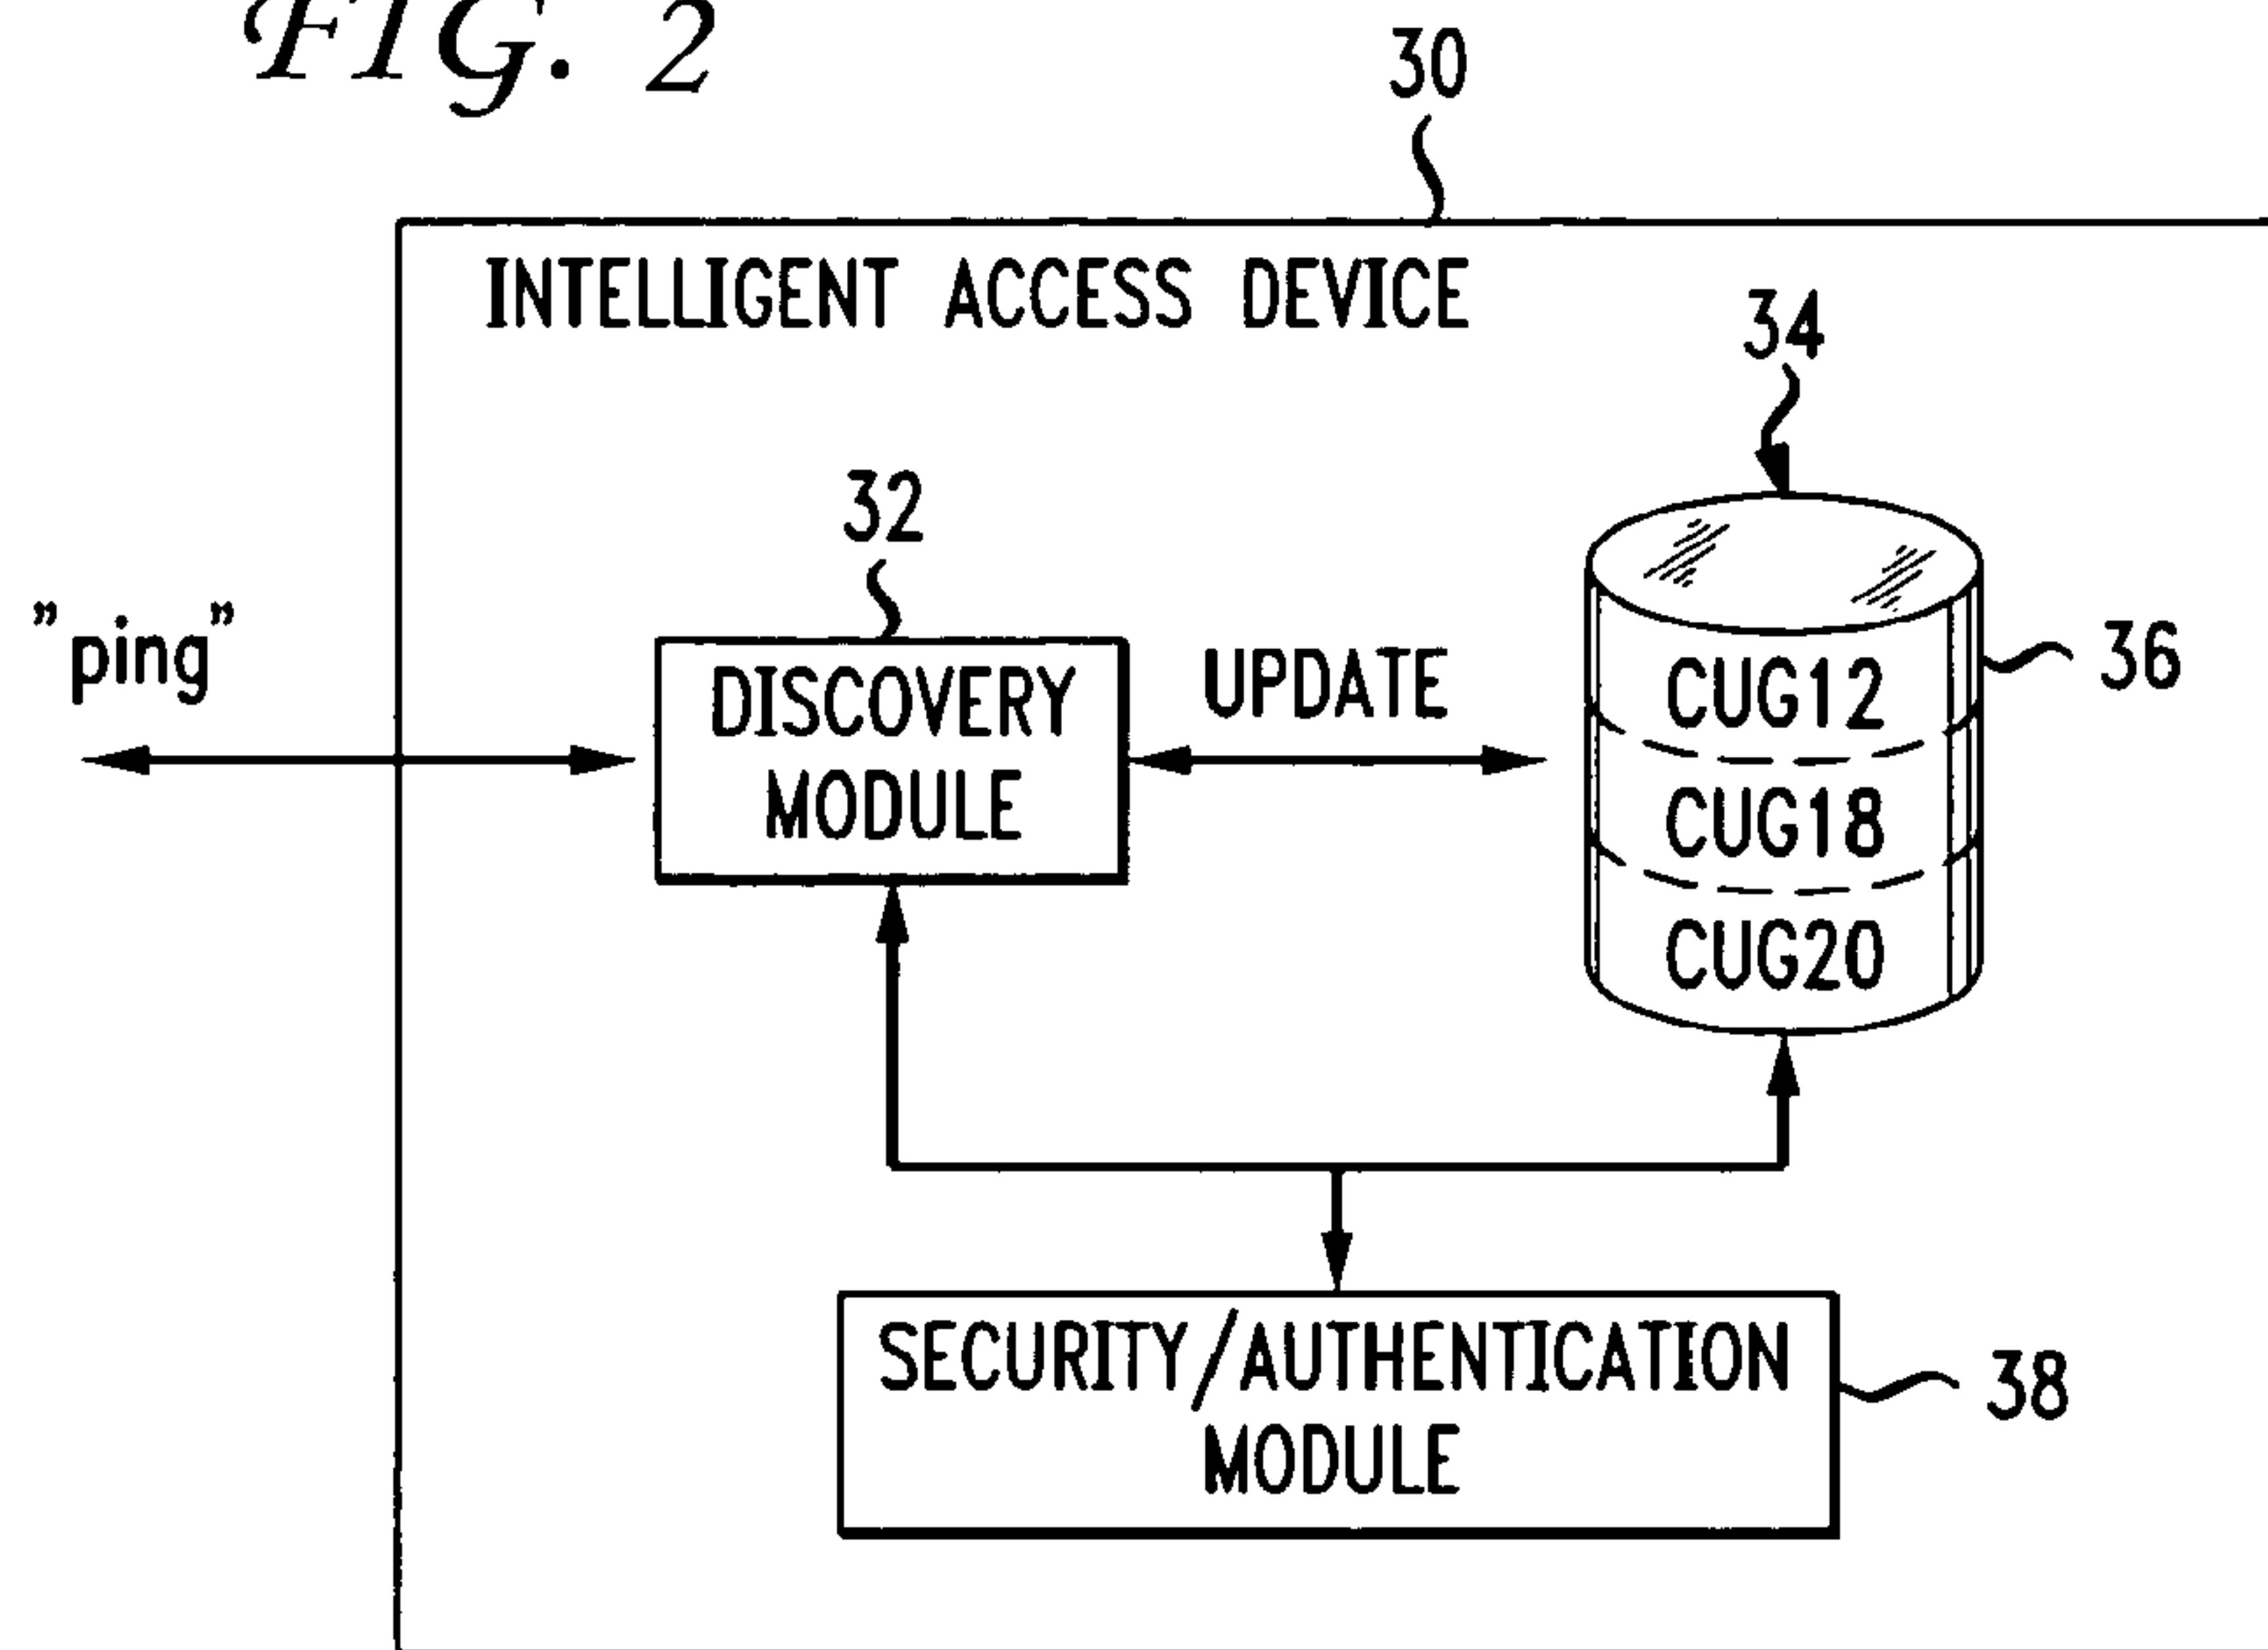 FIG. 2
30
INTELLIGENT ACCESS DEVICE
34
32
"ping"
DISCOVERY
MODULE
UPDATE
36
CUG12
CUG18
CUG20
SECURITY/AUTHENTICATION
MODULE
38